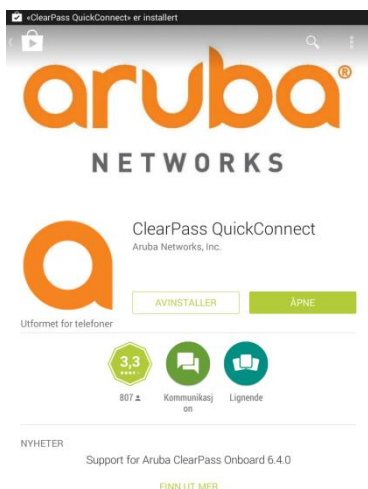 «ClearPass QuickConnect» er installert
aruba®
NETWORKS
ClearPass QuickConnect
Aruba Networks, Inc.
AVINSTALLER
ÅPNE
Utformet for telefoner
3,3
807
Kommunikasj
on
Lignende
NYHETER
Support for Aruba ClearPass Onboard 6.4.0
FINN UT MER